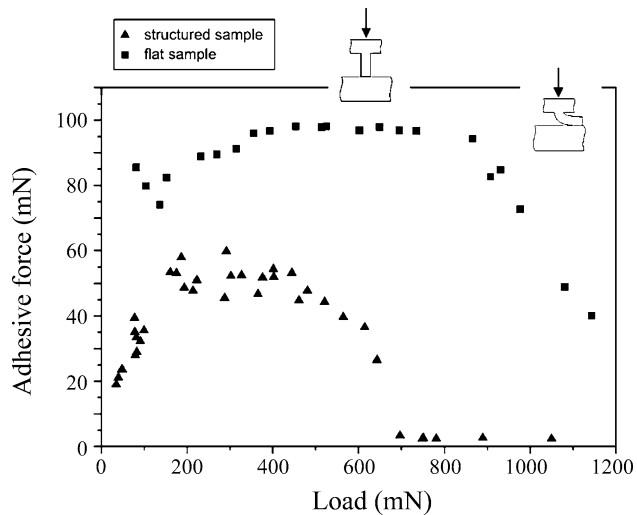 structured sample
flat sample
100
80
60
40
20
0
Adhesive force (mN)
0 200 400 600 800 1000 1200
Load (mN)